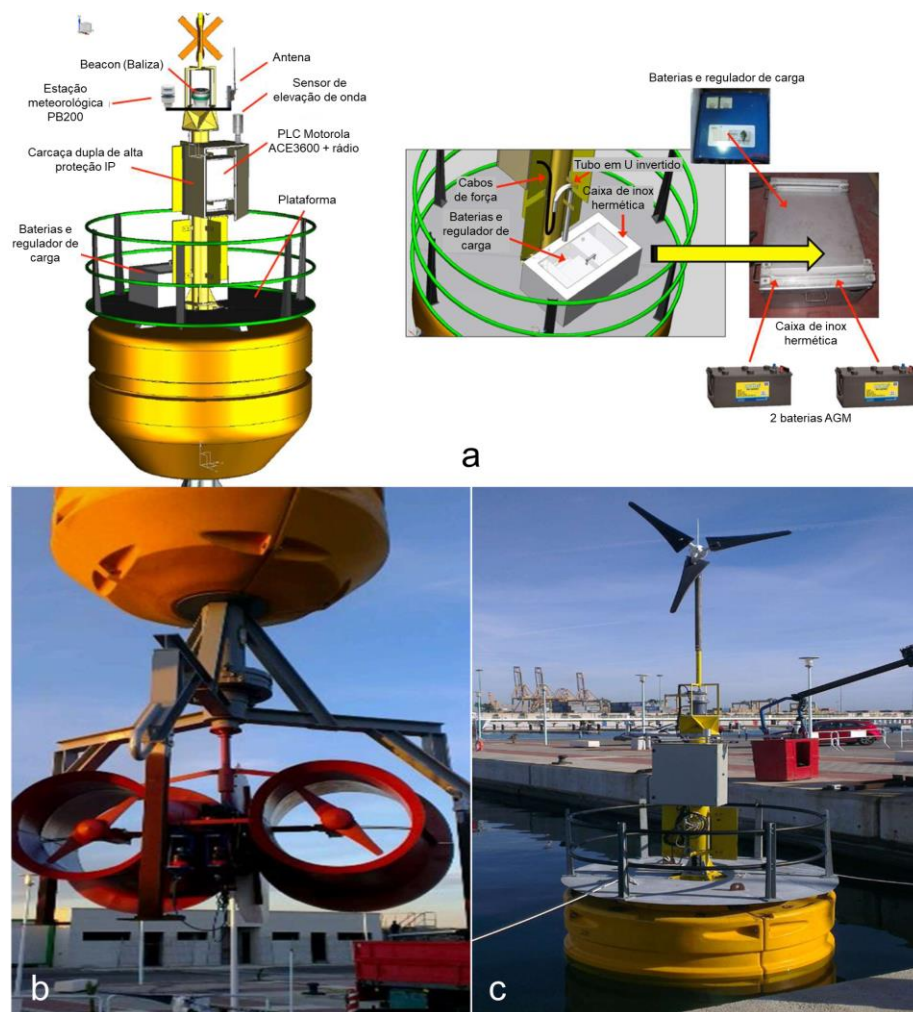 Beacon (Baliza)
Antena
Estação
meteorológica
PB200
Sensor de
elevação de onda
PLC Motorola
ACE3600 + rádio
Carcaça dupla de alta
proteção IP
Plataforma
Baterias e
regulador de
carga
Baterias e regulador de carga
Tubo em U invertido
Cabos
de força
Caixa de inox
hermética
Baterias e
regulador de
carga
Caixa de inox
hermética
2 baterias AGM
a
b
c